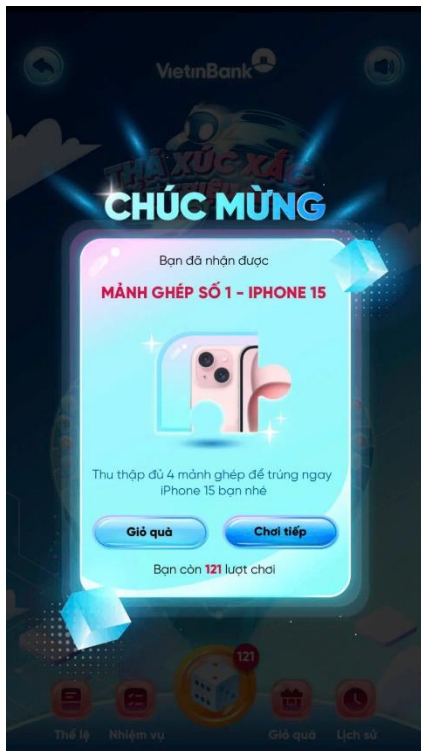 VietinBank
THẢ XÚC XẮC
CHÚC MỪNG
Bạn đã nhận được
MẢNH GHÉP SỐ 1 - IPHONE 15
Thu thập đủ 4 mảnh ghép để trúng ngay
iPhone 15 bạn nhé
Giỏ quà
Chơi tiếp
Bạn còn 121 lượt chơi
121
Thể lệ
Nhiệm vụ
Giỏ quà
Lịch sử